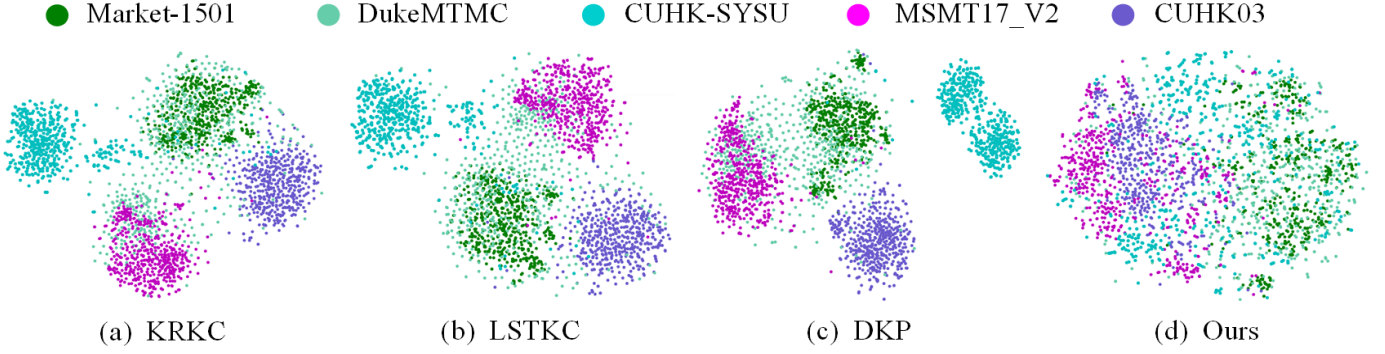 Market-1501 DukeMTMC CUHK-SYSU MSMT17_V2 CUHK03
(a) KRKC (b) LSTKC (c) DKP (d) Ours